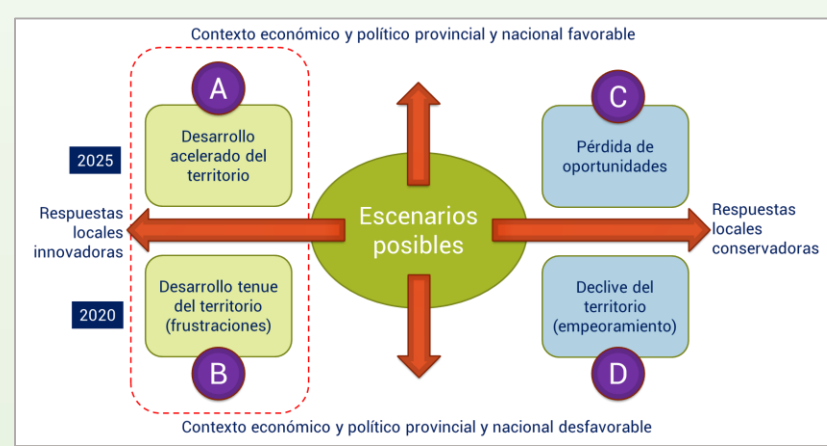 Contexto económico y político provincial y nacional favorable
A
C
Desarrollo
acelerado del
territorio
Pérdida de
oportunidades
2025
Respuestas
locales
innovadoras
Escenarios
posibles
Respuestas
locales
conservadoras
Desarrollo tenue
del territorio
(frustraciones)
Declive del
territorio
(empeoramiento)
2020
B
D
Contexto económico y político provincial y nacional desfavorable